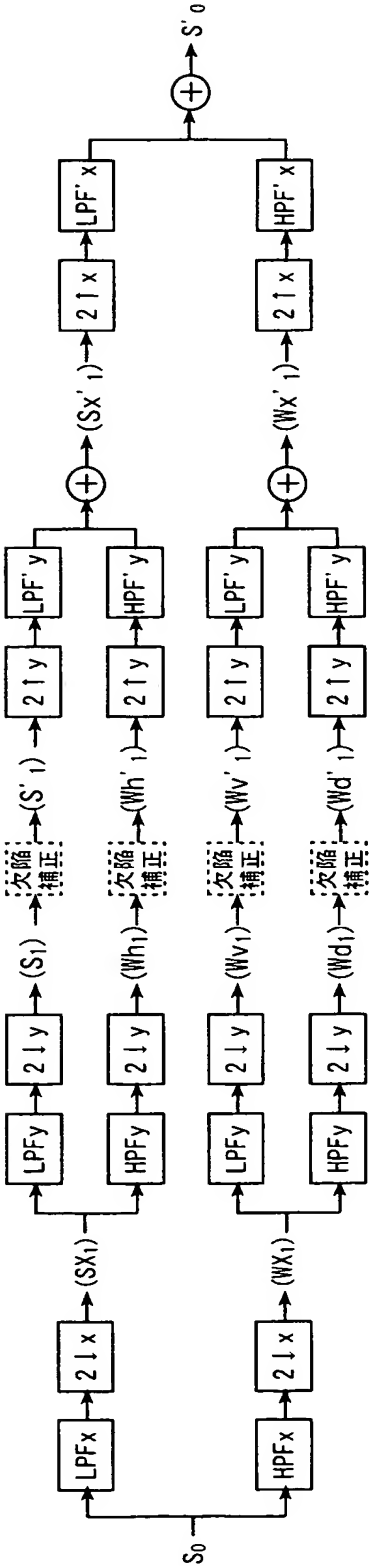 S₀
LPFx
2↓x
(SX₁)
LPFy
2↓y
(S₁)
欠陥
補正
(S'₁)
2↑y
LPF'y
HPFy
2↓y
(Wh₁)
欠陥
補正
(Wh'₁)
2↑y
HPF'y
+
(Sx'₁)
2↑x
LPF'x
HPFx
2↓x
(WX₁)
LPFy
2↓y
(Wv₁)
欠陥
補正
(Wv'₁)
2↑y
LPF'y
HPFy
2↓y
(Wd₁)
欠陥
補正
(Wd'₁)
2↑y
HPF'y
+
(Wx'₁)
2↑x
HPF'x
+
S'₀